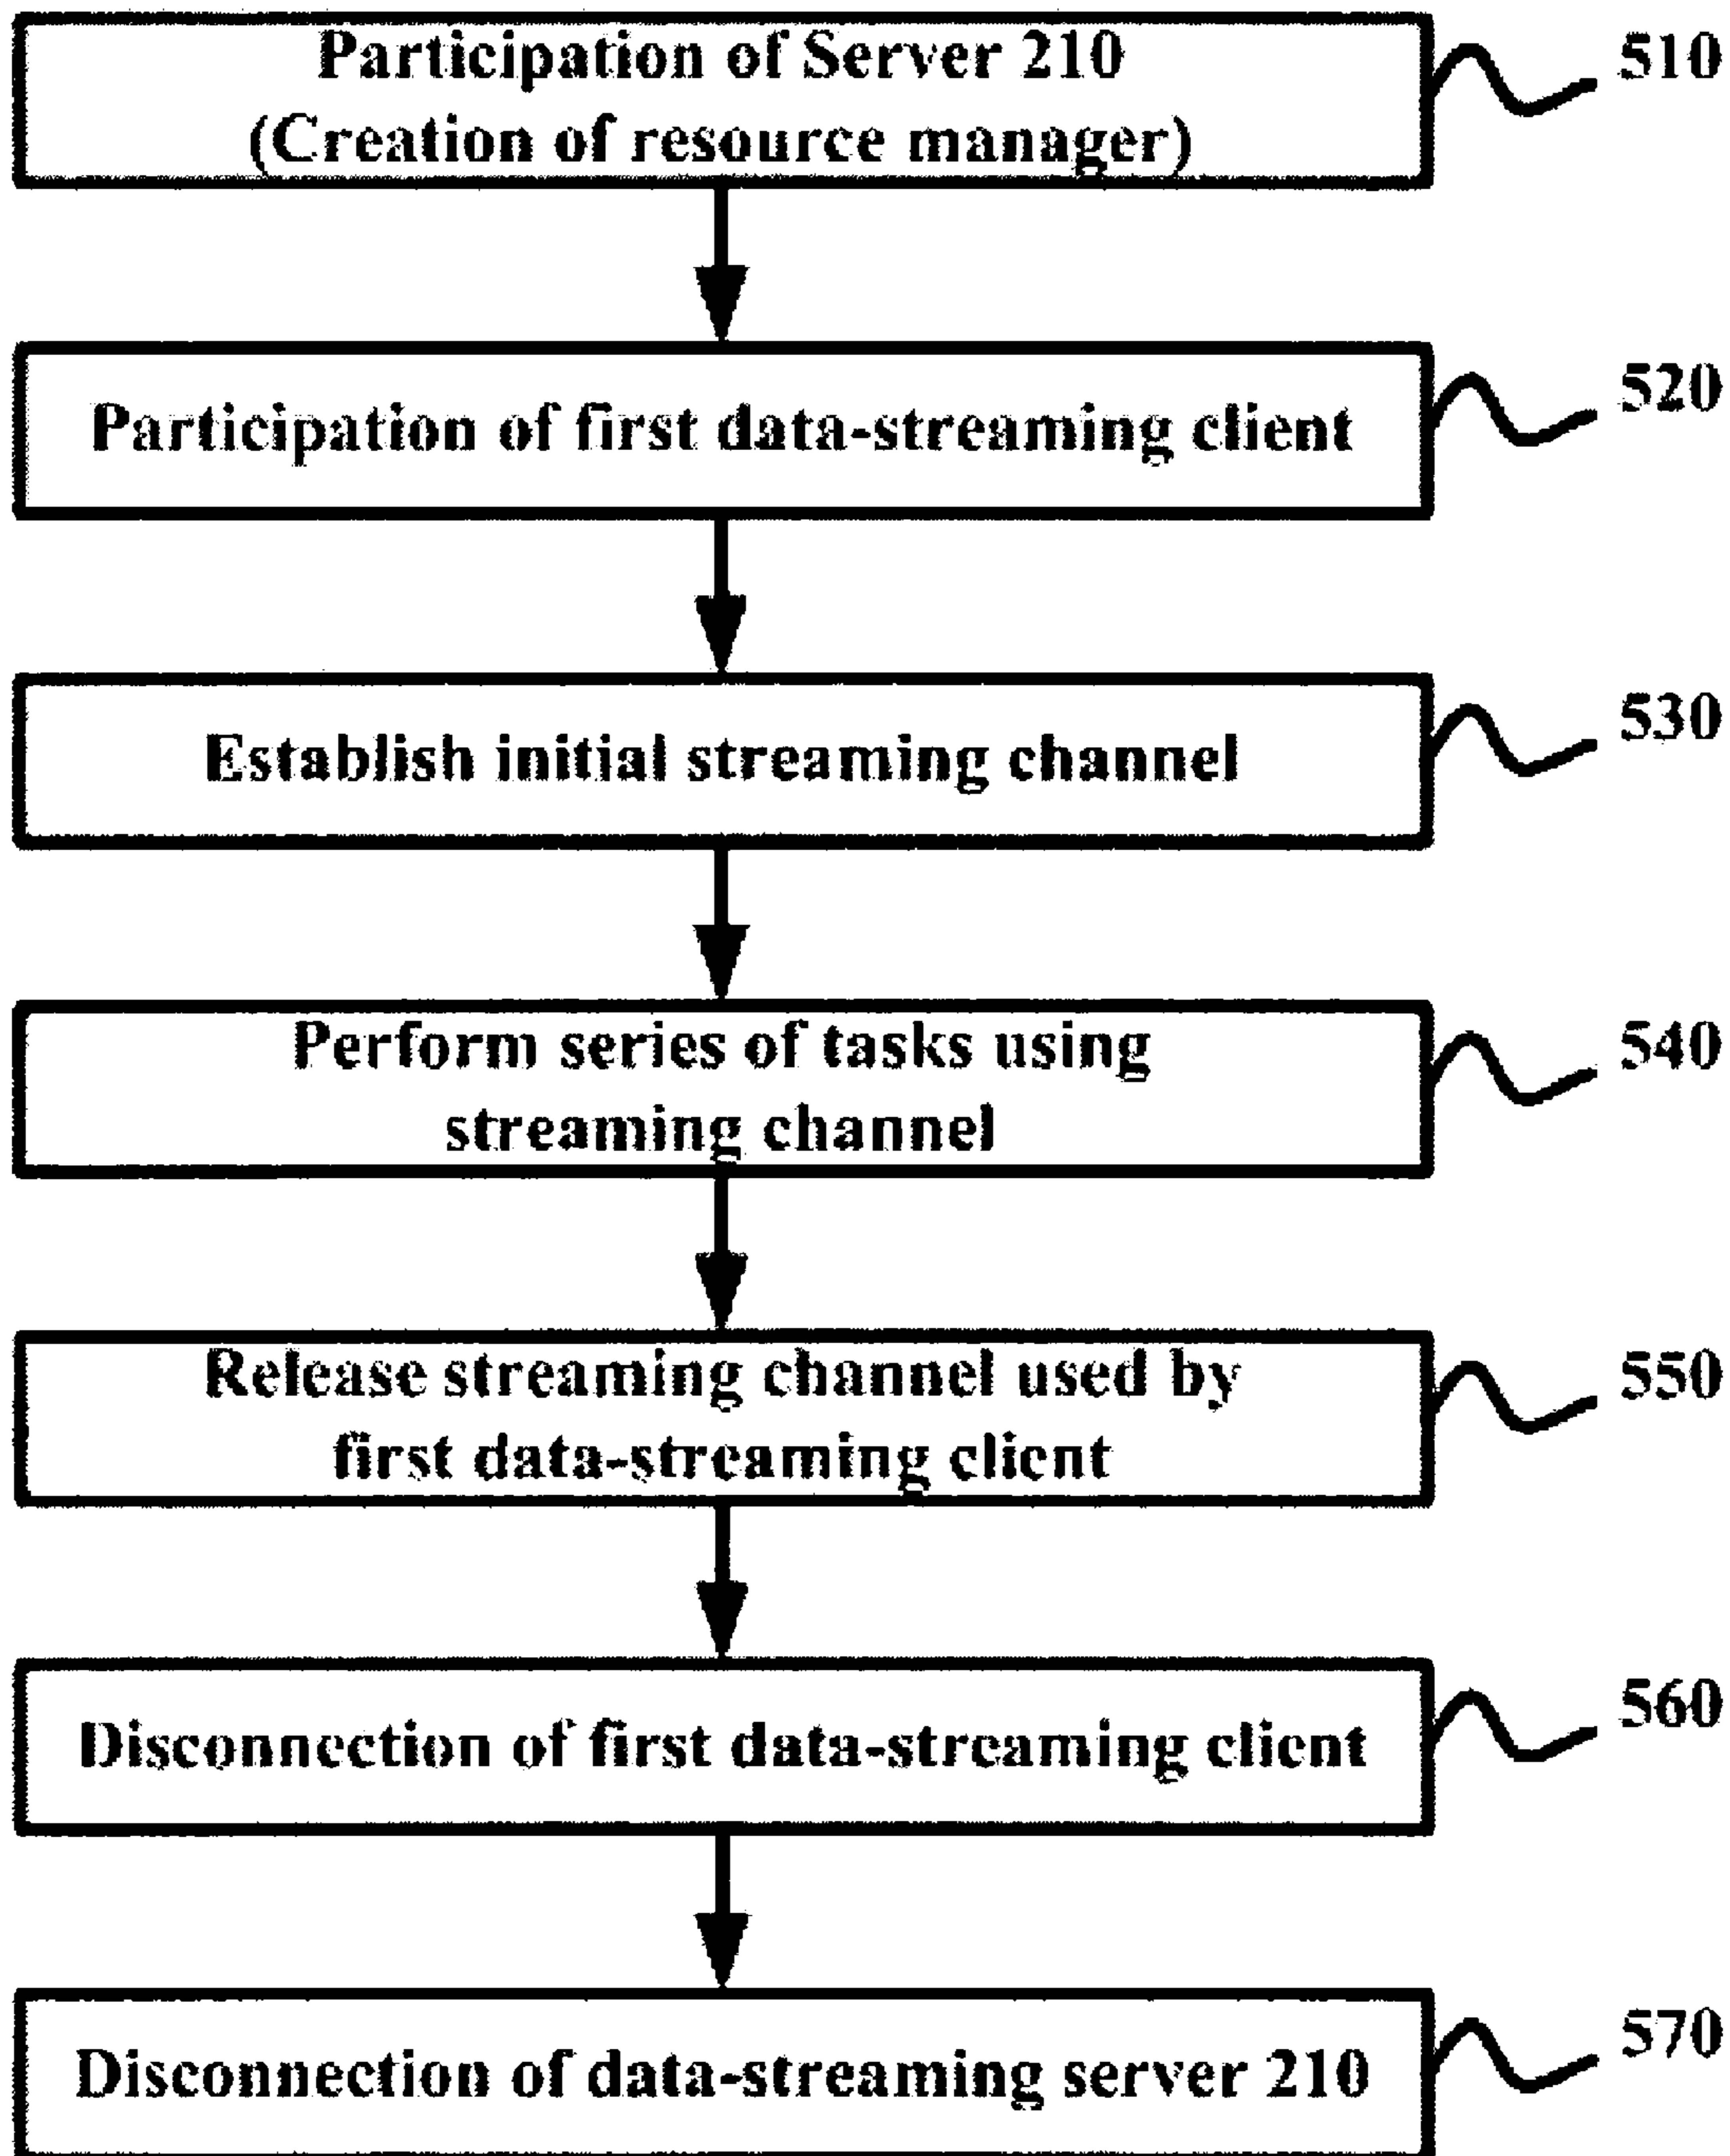 Participation of Server 210
(Creation of resource manager)
510
Participation of first data-streaming client
520
Establish initial streaming channel
530
Perform series of tasks using
streaming channel
540
Release streaming channel used by
first data-streaming client
550
Disconnection of first data-streaming client
560
Disconnection of data-streaming server 210
570